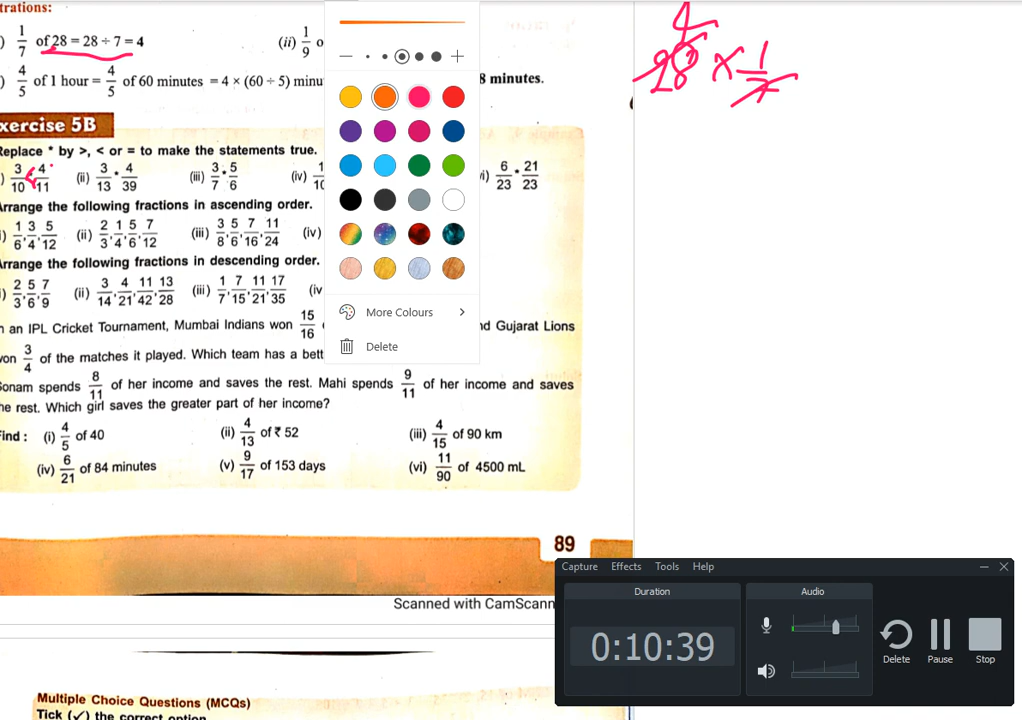 trations:
) 1/7 of 28 = 28 ÷ 7 = 4 (ii) 1/9 o
) 4/5 of 1 hour = 4/5 of 60 minutes = 4 × (60 ÷ 5) minu 8 minutes.
4
28 × 1/7
xercise 5B
Replace * by >, < or = to make the statements true.
) 3/10 < 4/11 (ii) 3/13 * 4/39 (iii) 3/7 * 5/6 (iv) 1/10 vi) 6/23 * 21/23
Arrange the following fractions in ascending order.
i) 1/6, 3/4, 5/12 (ii) 2/3, 1/4, 5/6, 7/12 (iii) 3/8, 5/6, 7/16, 11/24 (iv)
Arrange the following fractions in descending order.
i) 2/3, 5/6, 7/9 (ii) 3/14, 4/21, 11/42, 13/28 (iii) 1/7, 7/15, 11/21, 17/35 (iv
n an IPL Cricket Tournament, Mumbai Indians won 15/16 nd Gujarat Lions
won 3/4 of the matches it played. Which team has a bett
Sonam spends 8/11 of her income and saves the rest. Mahi spends 9/11 of her income and saves
he rest. Which girl saves the greater part of her income?
Find : (i) 4/5 of 40 (ii) 4/13 of ₹ 52 (iii) 4/15 of 90 km
(iv) 6/21 of 84 minutes (v) 9/17 of 153 days (vi) 11/90 of 4500 mL
89
Scanned with CamScann
Multiple Choice Questions (MCQs)
Tick (✓) the correct option
More Colours
Delete
Capture Effects Tools Help
Duration Audio
0:10:39
Delete Pause Stop